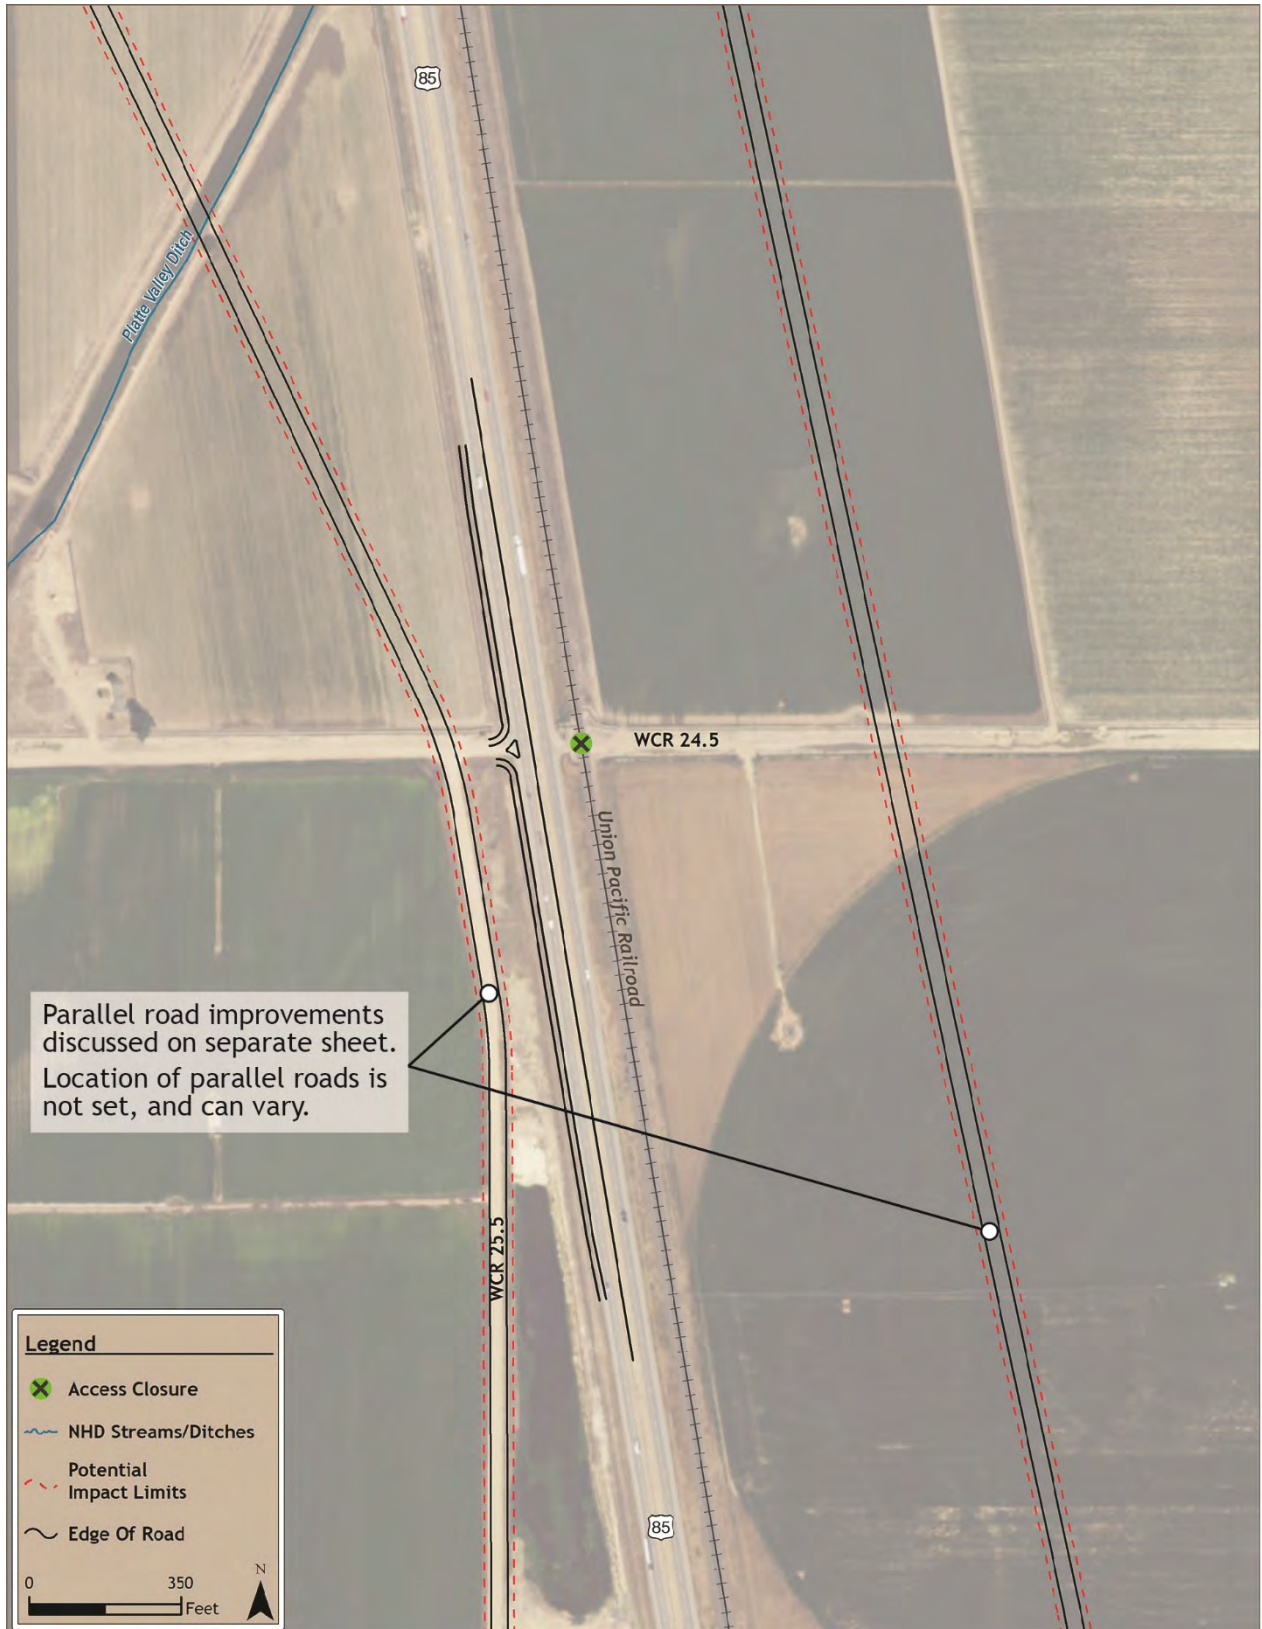 85
Platte Valley Ditch
WCR 24.5
Union Pacific Railroad
Parallel road improvements
discussed on separate sheet.
Location of parallel roads is
not set, and can vary.
WCR 25.5
85
Legend
Access Closure
NHD Streams/Ditches
Potential
Impact Limits
Edge Of Road
N
0 350
Feet